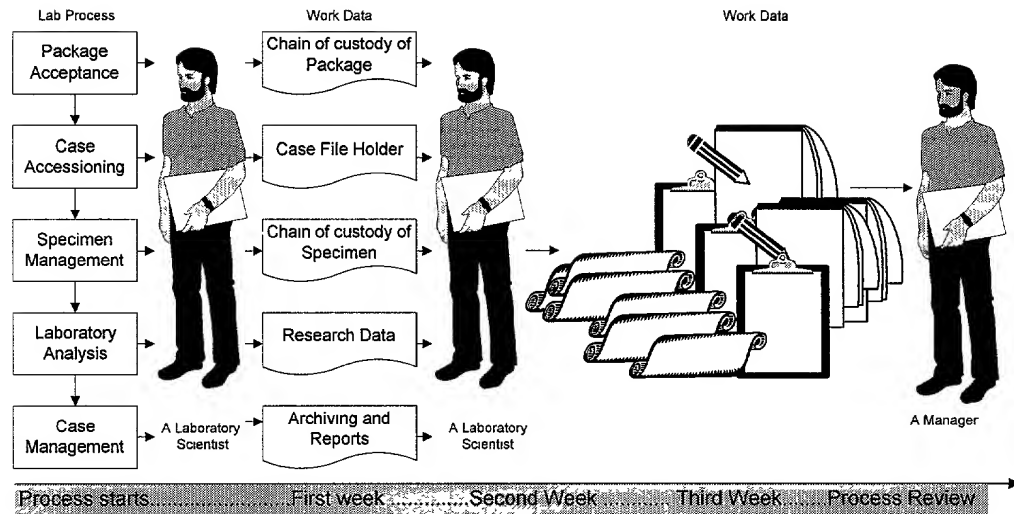 Lab Process
Work Data
Work Data
Package
Acceptance
Chain of custody of
Package
Case
Accessioning
Case File Holder
Specimen
Management
Chain of custody of
Specimen
Laboratory
Analysis
Research Data
Case
Management
A Laboratory
Scientist
Archiving and
Reports
A Laboratory
Scientist
A Manager
Process starts.......................First week ..............Second Week ..............Third Week.......Process Review